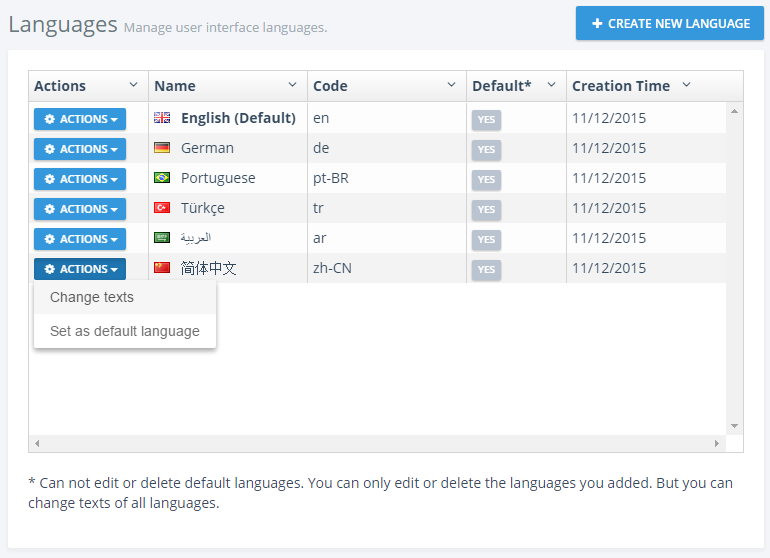 Languages Manage user interface languages.
CREATE NEW LANGUAGE
Actions Name Code Default* Creation Time
ACTIONS English (Default) en YES 11/12/2015
ACTIONS German de YES 11/12/2015
ACTIONS Portuguese pt-BR YES 11/12/2015
ACTIONS Türkçe tr YES 11/12/2015
ACTIONS العربية ar YES 11/12/2015
ACTIONS 简体中文 zh-CN YES 11/12/2015
Change texts
Set as default language
* Can not edit or delete default languages. You can only edit or delete the languages you added. But you can
change texts of all languages.